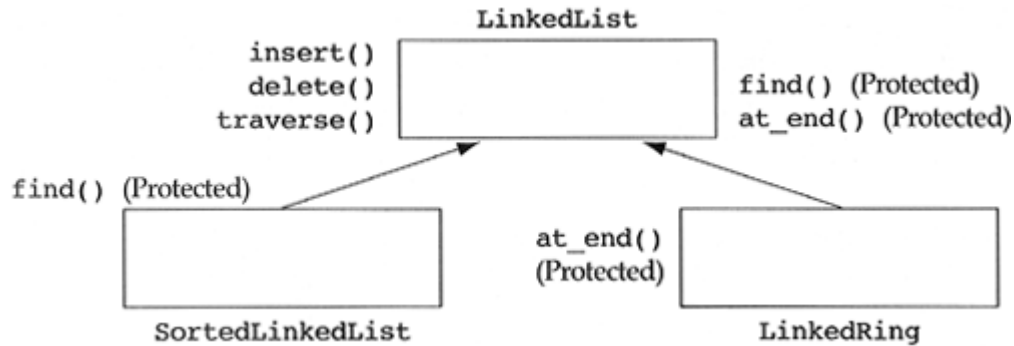 LinkedList
insert()
delete()
traverse()
find() (Protected)
at_end() (Protected)
find() (Protected)
at_end()
(Protected)
SortedLinkedList
LinkedRing